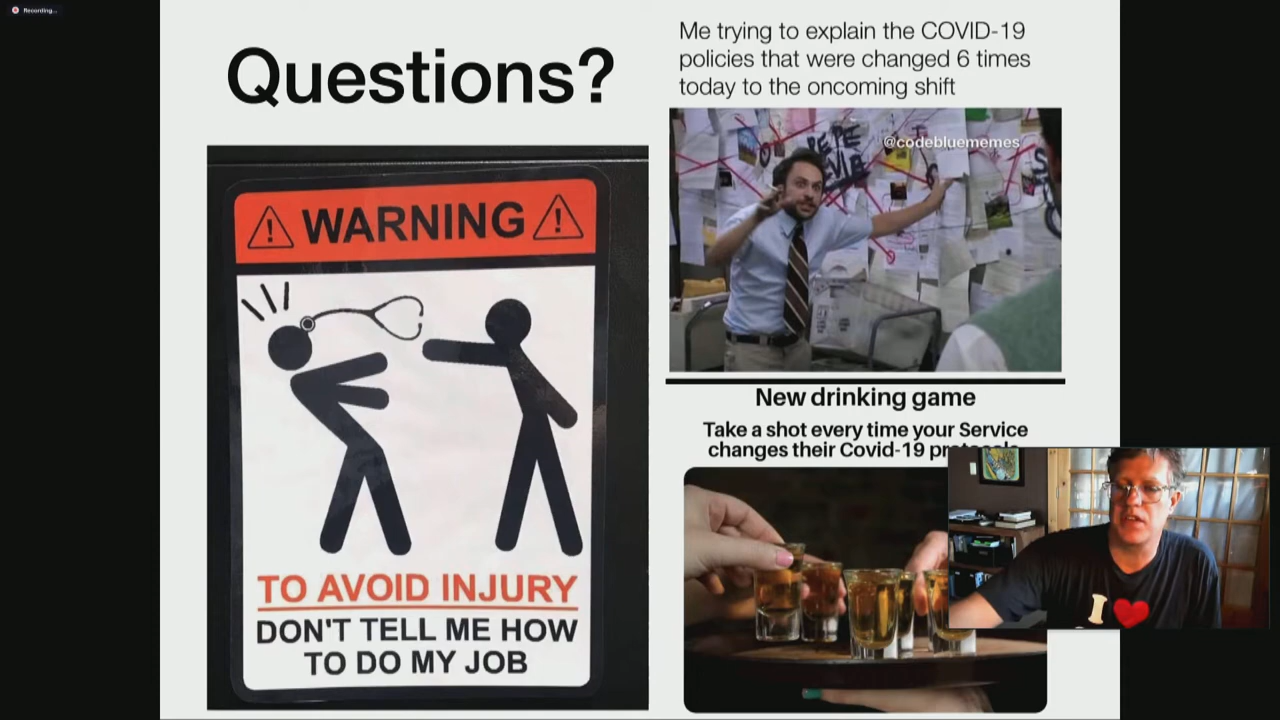 Recording...
Questions?
WARNING
TO AVOID INJURY
DON'T TELL ME HOW
TO DO MY JOB
Me trying to explain the COVID-19
policies that were changed 6 times
today to the oncoming shift
@codebluememes
PEPE
SILVIA
New drinking game
Take a shot every time your Service
changes their Covid-19
I ❤